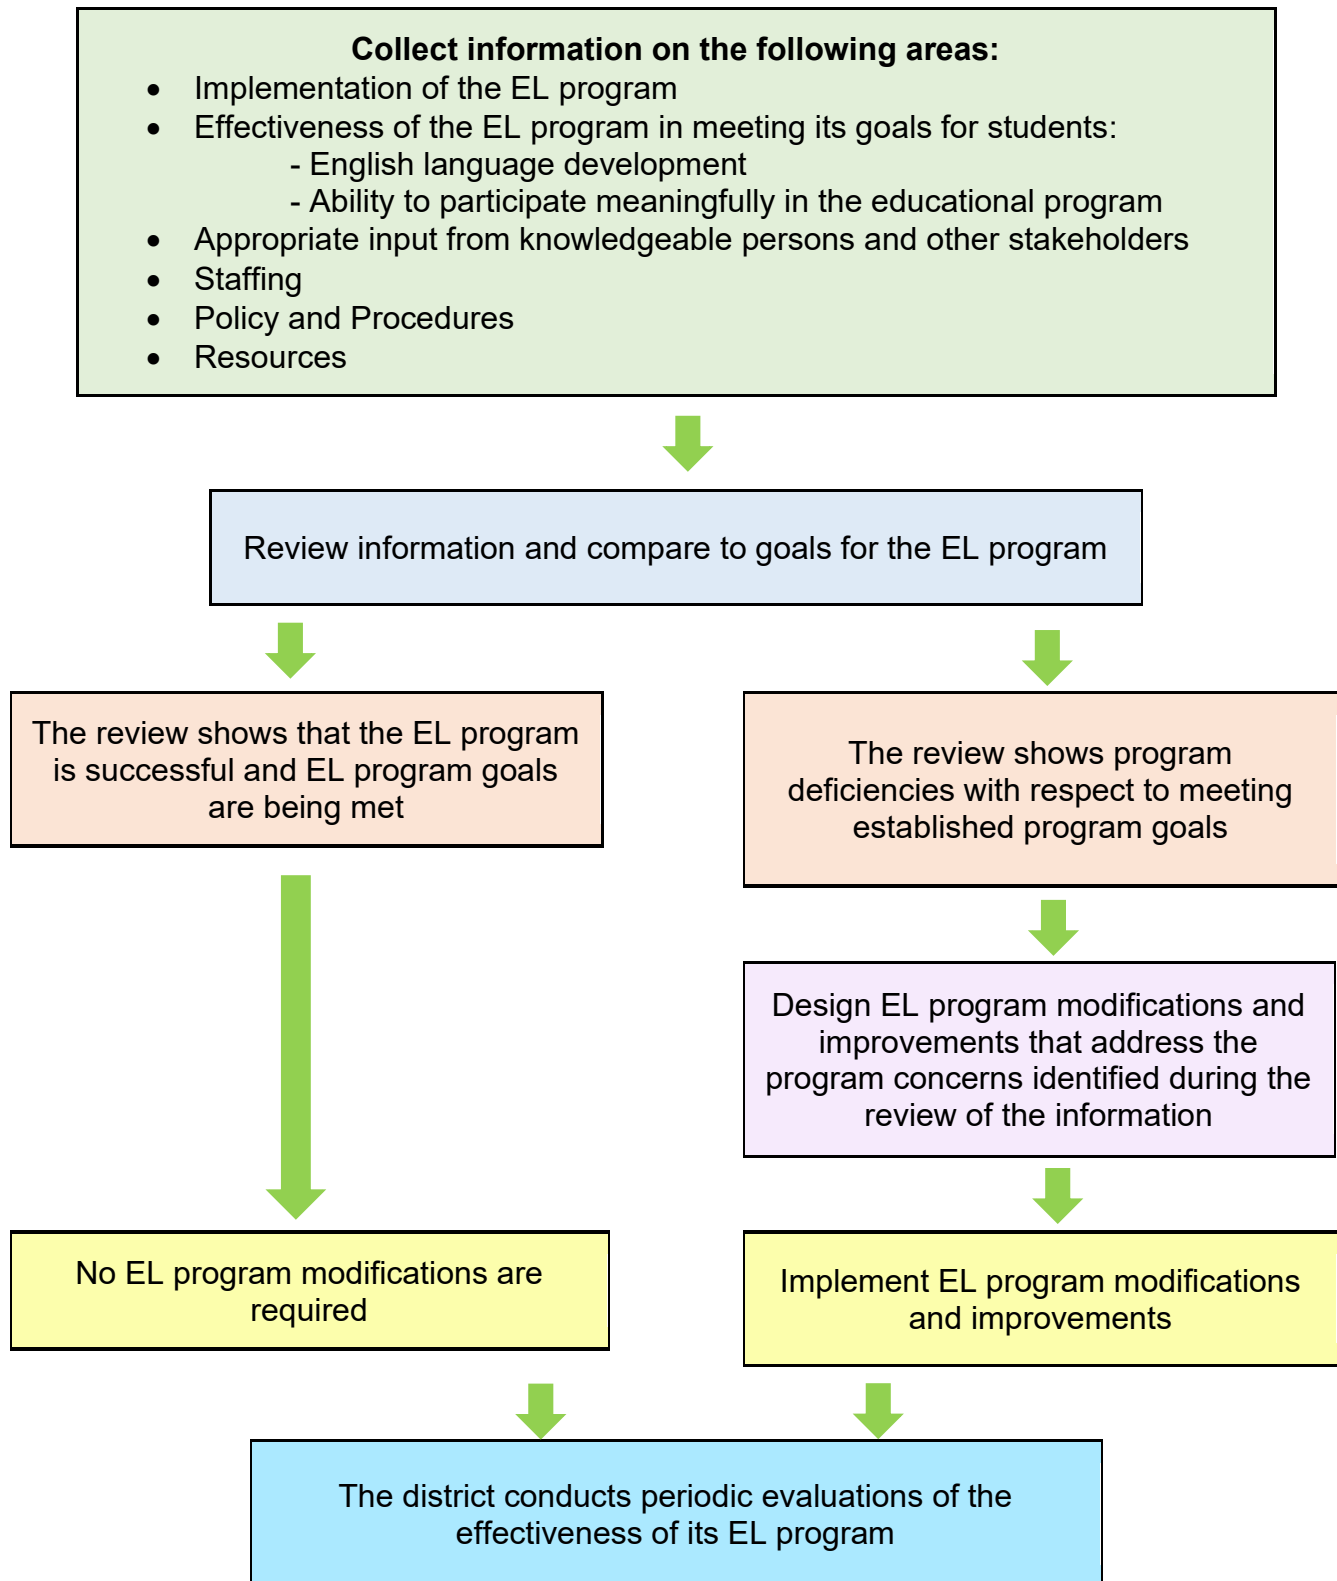 Collect information on the following areas:
• Implementation of the EL program
• Effectiveness of the EL program in meeting its goals for students:
- English language development
- Ability to participate meaningfully in the educational program
• Appropriate input from knowledgeable persons and other stakeholders
• Staffing
• Policy and Procedures
• Resources
Review information and compare to goals for the EL program
The review shows that the EL program
is successful and EL program goals
are being met
The review shows program
deficiencies with respect to meeting
established program goals
Design EL program modifications and
improvements that address the
program concerns identified during the
review of the information
No EL program modifications are
required
Implement EL program modifications
and improvements
The district conducts periodic evaluations of the
effectiveness of its EL program